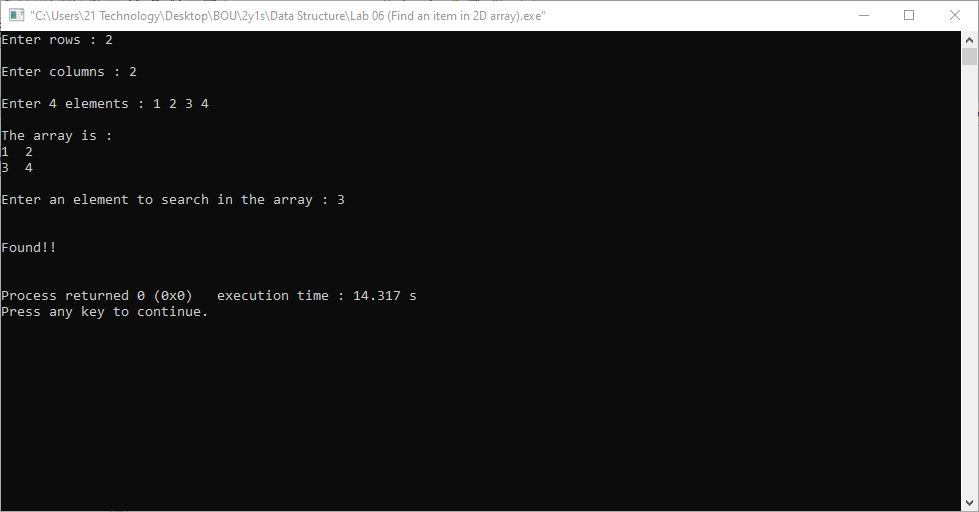 "C:\Users\21 Technology\Desktop\BOU\2y1s\Data Structure\Lab 06 (Find an item in 2D array).exe"
Enter rows : 2
Enter columns : 2
Enter 4 elements : 1 2 3 4
The array is :
1  2
3  4
Enter an element to search in the array : 3
Found!!
Process returned 0 (0x0)   execution time : 14.317 s
Press any key to continue.